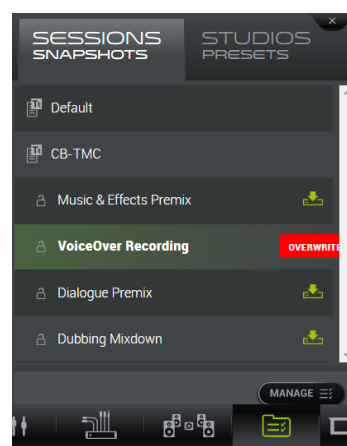 SESSIONS
SNAPSHOTS
STUDIOS
PRESETS
Default
CB-TMC
Music & Effects Premix
VoiceOver Recording
OVERWRITE
Dialogue Premix
Dubbing Mixdown
MANAGE